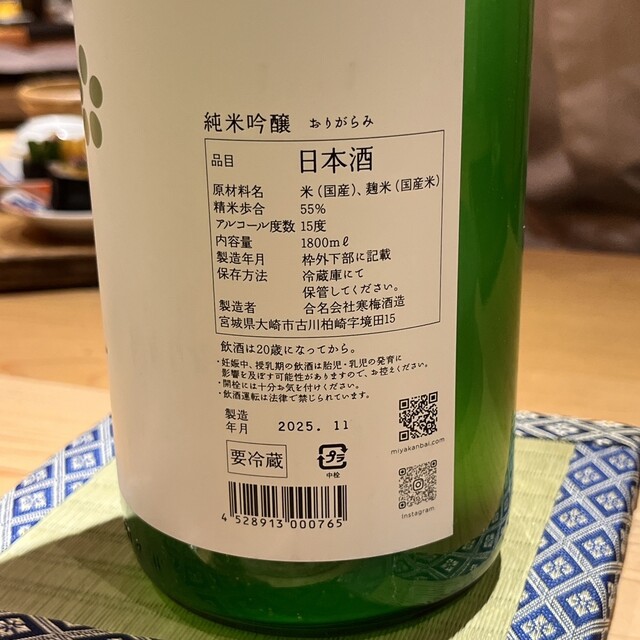 純米吟醸 おりがらみ
品目 日本酒
原材料名 米(国産)、麹米(国産米)
精米歩合 55%
アルコール度数 15度
内容量 1800mℓ
製造年月 枠外下部に記載
保存方法 冷蔵庫にて
保管してください。
製造者 合名会社寒梅酒造
宮城県大崎市古川柏崎字境田15
飲酒は20歳になってから。
・妊娠中、授乳期の飲酒は胎児・乳児の発育に
影響を及ぼす可能性がありますので、お控えください。
・開栓には十分お気を付けください。
・飲酒運転は法律で禁じられています。
製造
年月 2025. 11
miyakanbai.com
要冷蔵
プラ
中栓
Instagram
4 528913 000765